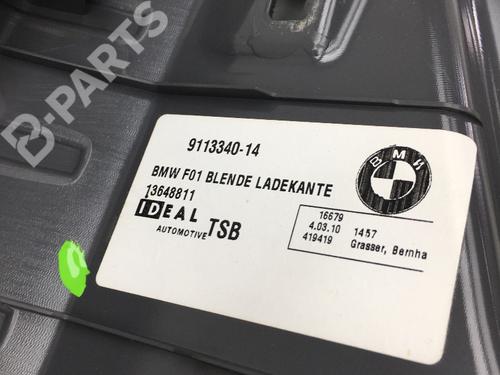 B-PARTS
9113340-14
BMW F01 BLENDE LADEKANTE
13648811
IDEAL TSB
AUTOMOTIVE
BMW
16679
4.03.10 1457
419419 Grasser, Bernha